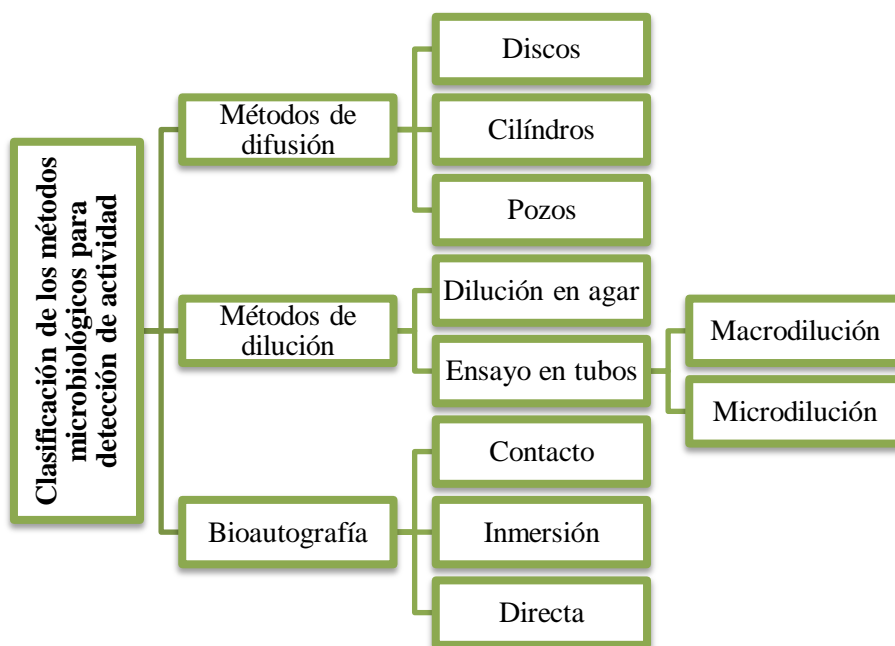 Clasificación de los métodos
microbiológicos para
detección de actividad
Métodos de
difusión
Discos
Cilíndros
Pozos
Métodos de
dilución
Dilución en agar
Ensayo en tubos
Macrodilución
Microdilución
Bioautografía
Contacto
Inmersión
Directa